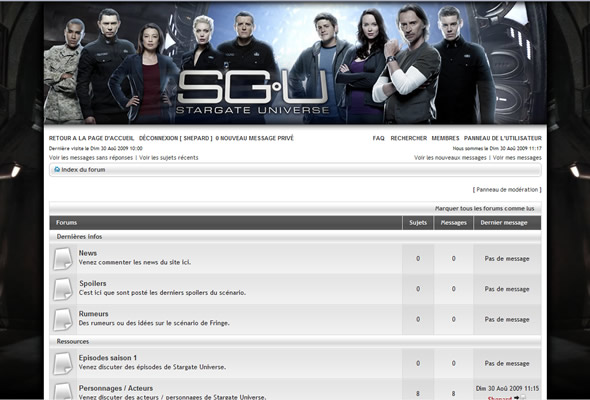 SG·U
STARGATE UNIVERSE
RETOUR A LA PAGE D'ACCUEIL DÉCONNEXION [ SHEPARD ] 0 NOUVEAU MESSAGE PRIVÉ FAQ RECHERCHER MEMBRES PANNEAU DE L'UTILISATEUR
Dernière visite le Dim 30 Aoû 2009 10:00 Nous sommes le Dim 30 Aoû 2009 11:17
Voir les messages sans réponses | Voir les sujets récents Voir les nouveaux messages | Voir mes messages
Index du forum
[ Panneau de modération ]
Marquer tous les forums comme lus
Forums Sujets Messages Dernier message
Dernières infos
News
Venez commenter les news du site ici. 0 0 Pas de message
Spoilers
C'est ici que sont posté les derniers spoilers du scénario. 0 0 Pas de message
Rumeurs
Des rumeurs ou des idées sur le scénario de Fringe. 0 0 Pas de message
Ressources
Episodes saison 1
Venez discuter des épisodes de Stargate Universe. 0 0 Pas de message
Personnages / Acteurs Dim 30 Aoû 2009 11:15
Venez discuter des acteurs / personnages de Stargate Universe. 8 8 Shepard